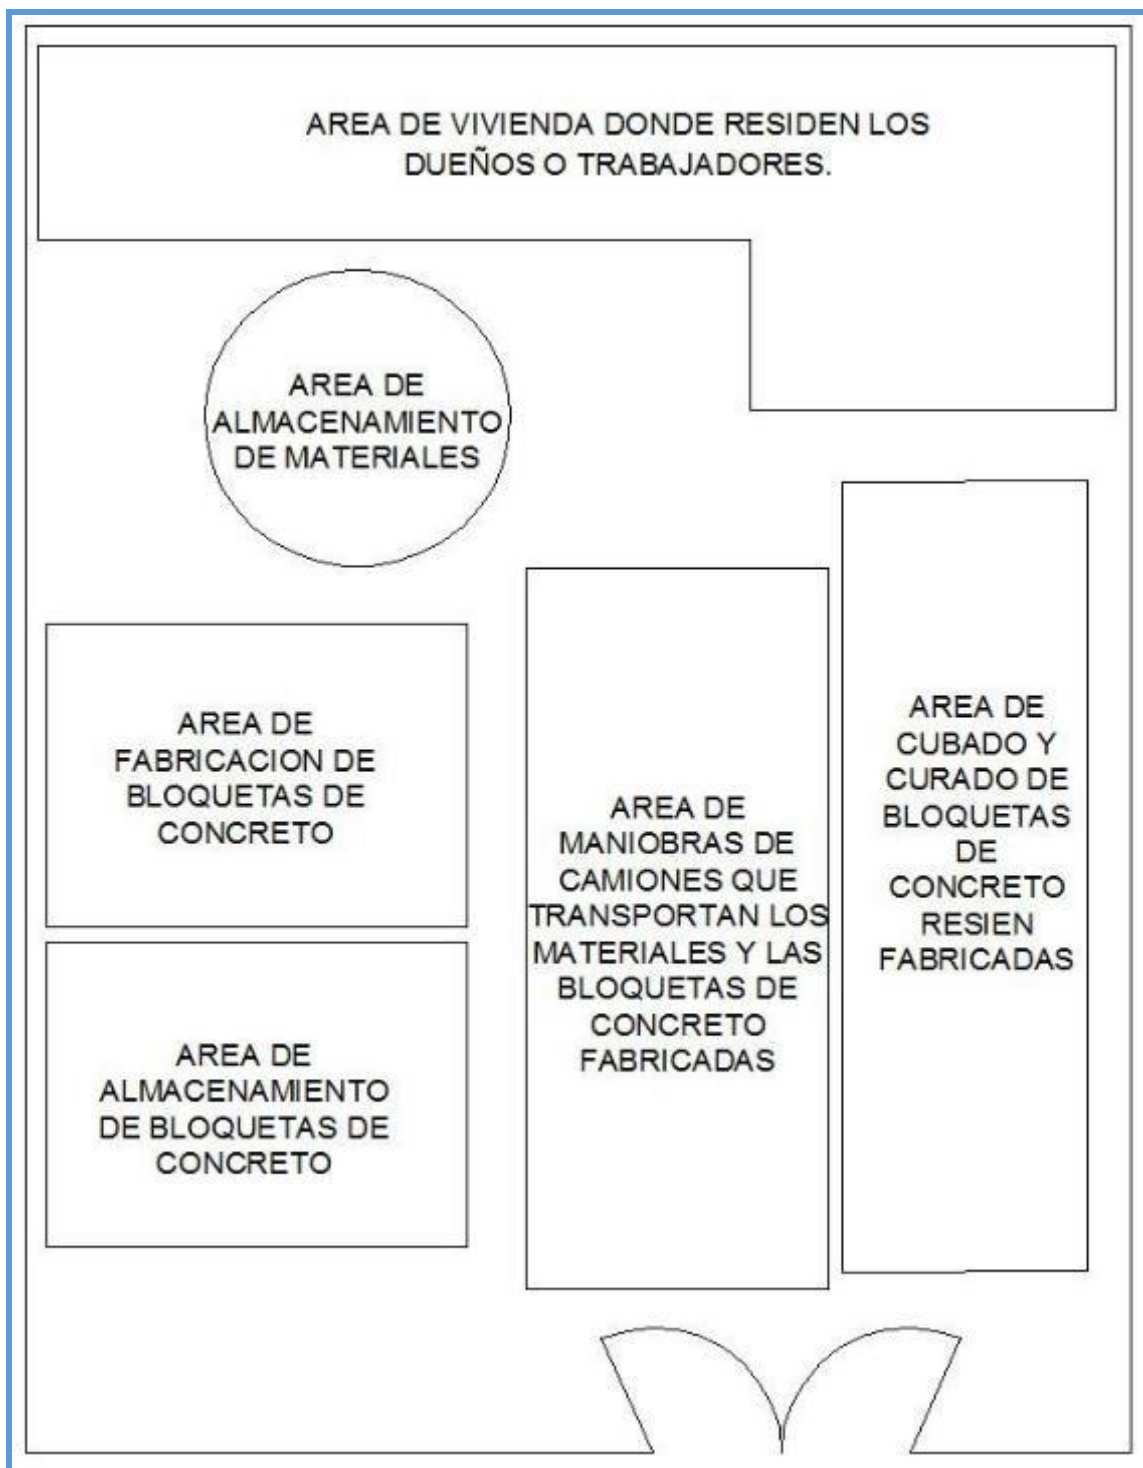 AREA DE VIVIENDA DONDE RESIDEN LOS
DUEÑOS O TRABAJADORES.
AREA DE
ALMACENAMIENTO
DE MATERIALES
AREA DE
FABRICACION DE
BLOQUETAS DE
CONCRETO
AREA DE
ALMACENAMIENTO
DE BLOQUETAS DE
CONCRETO
AREA DE
MANIOBRAS DE
CAMIONES QUE
TRANSPORTAN LOS
MATERIALES Y LAS
BLOQUETAS DE
CONCRETO
FABRICADAS
AREA DE
CUBADO Y
CURADO DE
BLOQUETAS
DE
CONCRETO
RESIEN
FABRICADAS